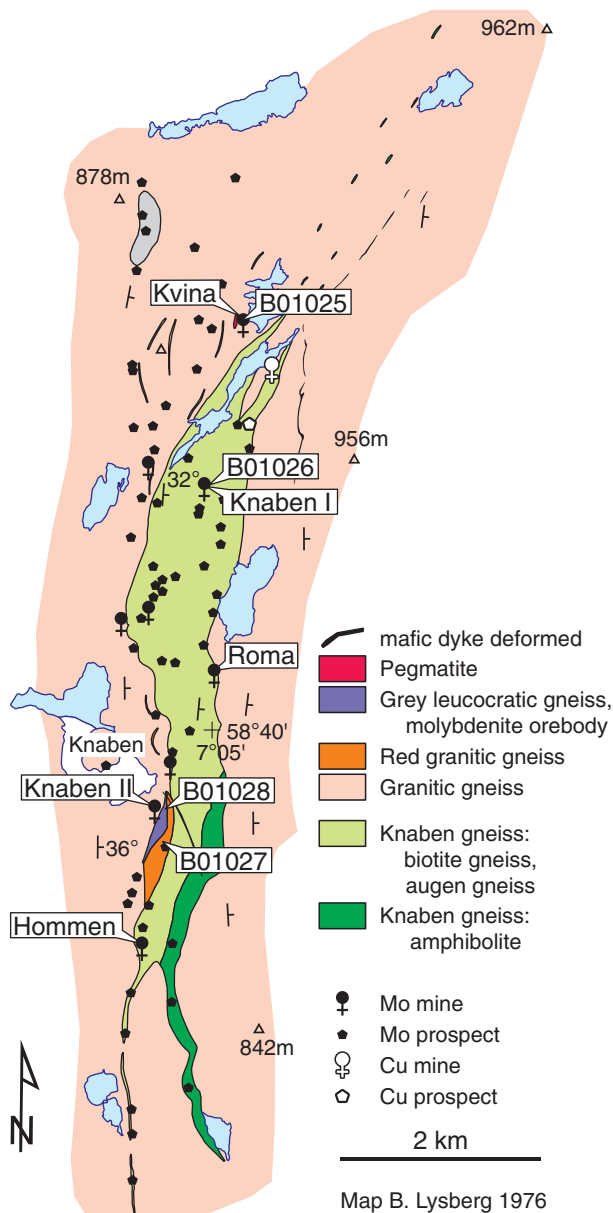 962m
878m
Kvina
B01025
956m
B01026
32°
Knaben I
Roma
58°40'
7°05'
Knaben
Knaben II
B01028
36°
B01027
Hommen
842m
mafic dyke deformed
Pegmatite
Grey leucocratic gneiss,
molybdenite orebody
Red granitic gneiss
Granitic gneiss
Knaben gneiss:
biotite gneiss,
augen gneiss
Knaben gneiss:
amphibolite
Mo mine
Mo prospect
Cu mine
Cu prospect
N
2 km
Map B. Lysberg 1976